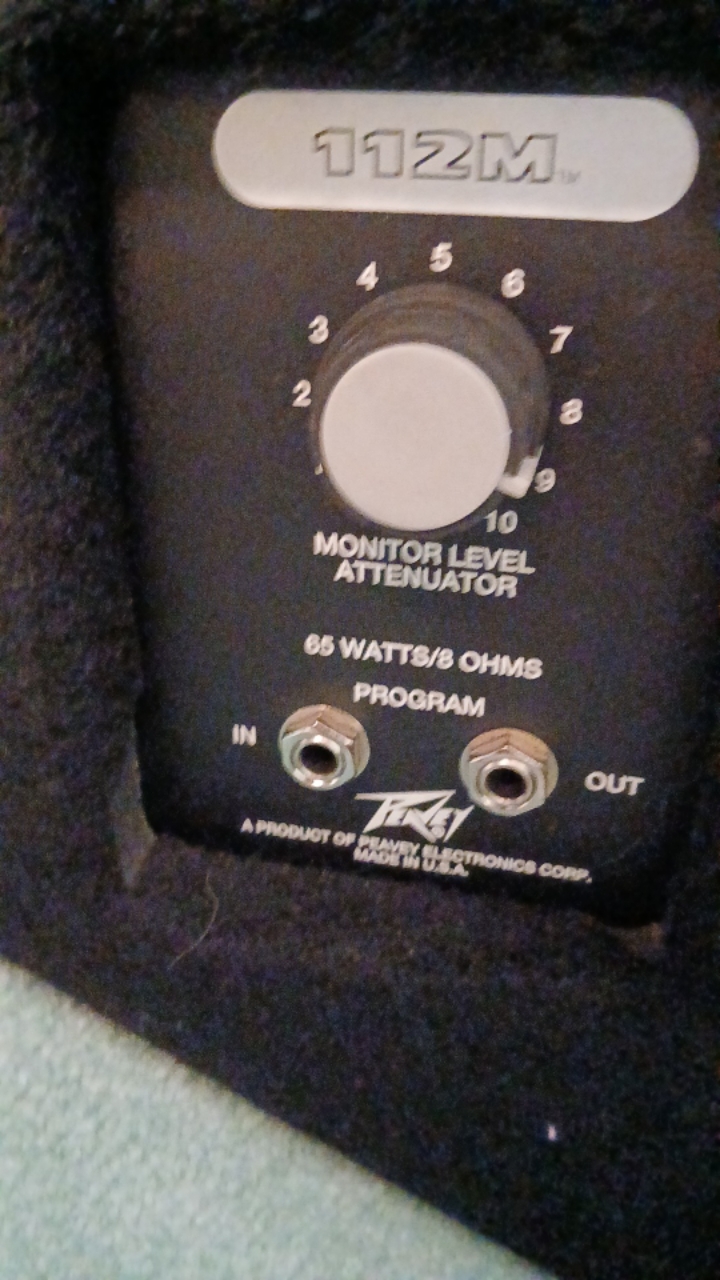 112M™
5
4 6
3 7
2 8
9
10
MONITOR LEVEL
ATTENUATOR
65 WATTS/8 OHMS
PROGRAM
IN OUT
PEAVEY®
A PRODUCT OF PEAVEY ELECTRONICS CORP.
MADE IN U.S.A.